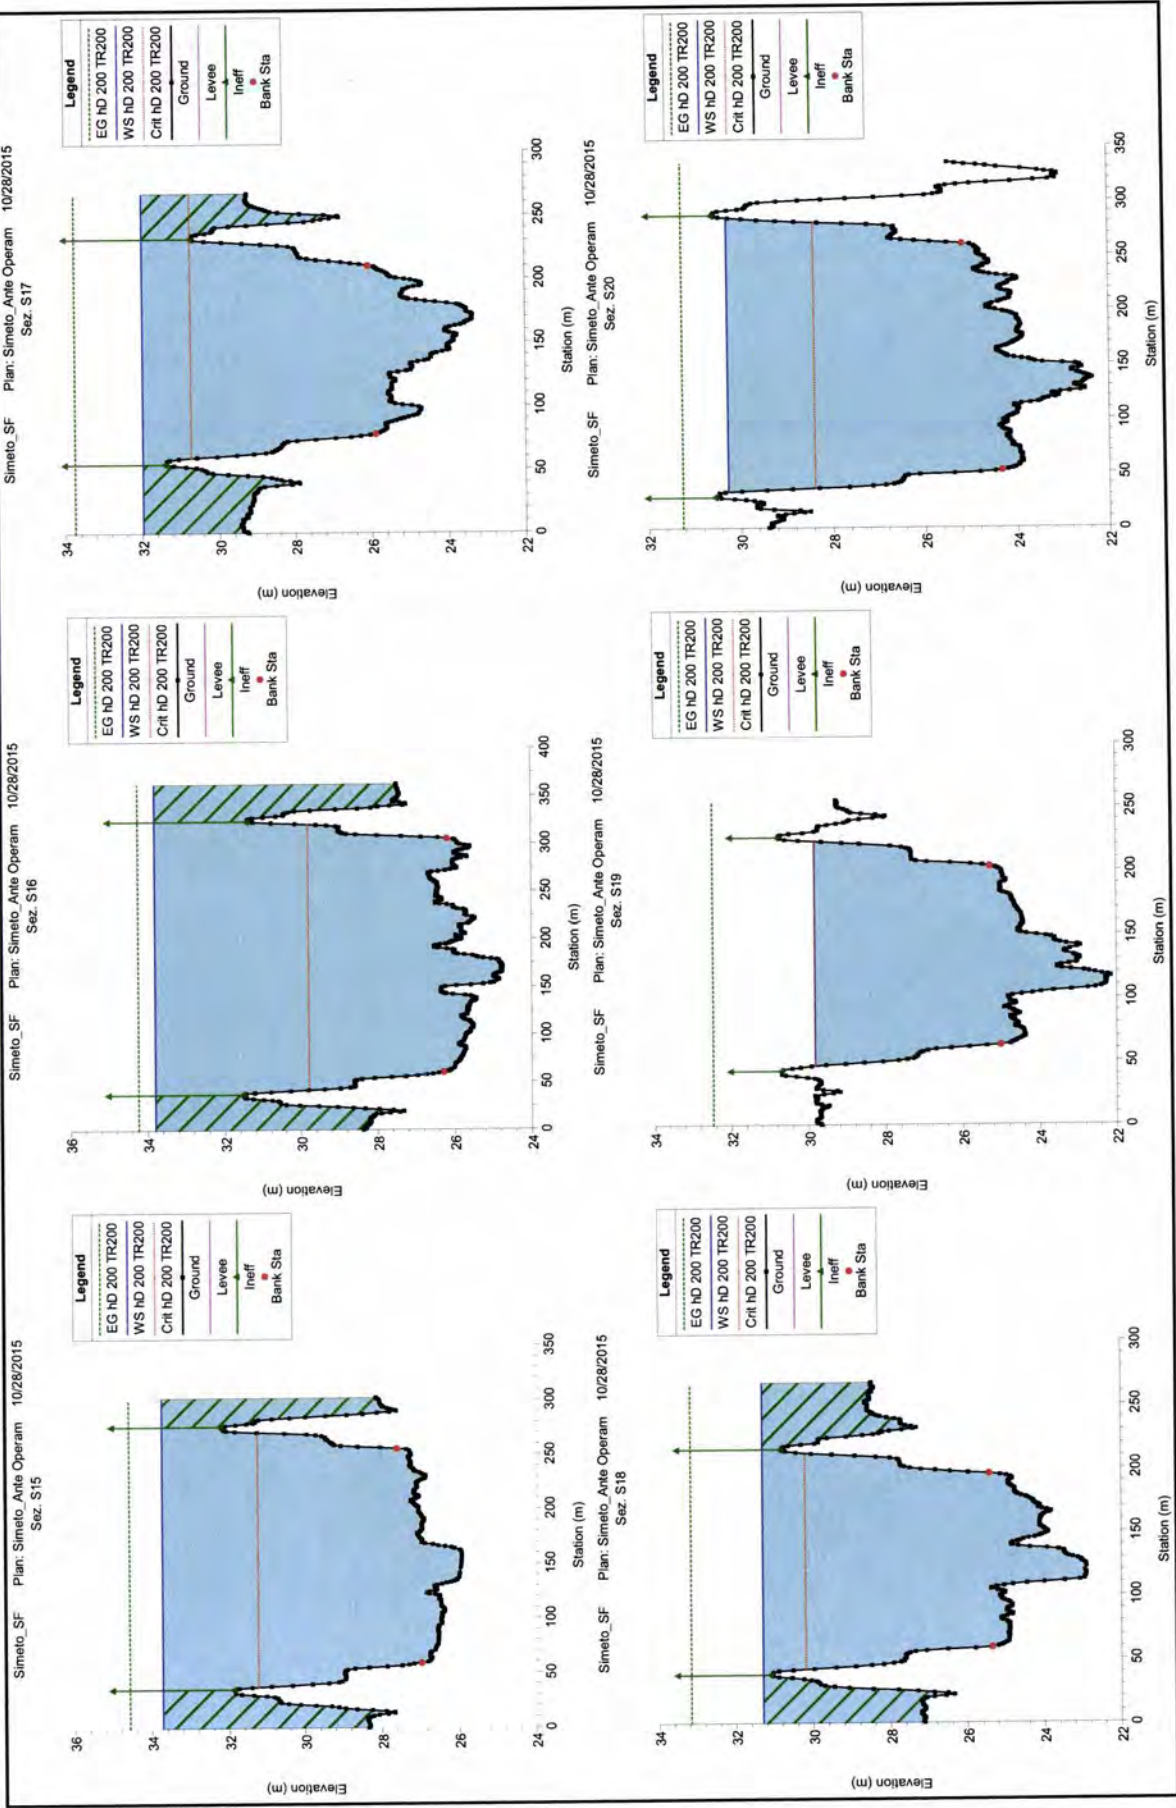 Simeto_SF Plan: Simeto_Ante Operam 10/28/2015
Sez. S15
Elevation (m)
36
34
32
30
28
26
24
0 50 100 150 200 250 300 350
Station (m)
Legend
EG hD 200 TR200
WS hD 200 TR200
Crit hD 200 TR200
Ground
Levee
Ineff
Bank Sta
Simeto_SF Plan: Simeto_Ante Operam 10/28/2015
Sez. S16
Elevation (m)
36
34
32
30
28
26
24
0 50 100 150 200 250 300 350 400
Station (m)
Legend
EG hD 200 TR200
WS hD 200 TR200
Crit hD 200 TR200
Ground
Levee
Ineff
Bank Sta
Simeto_SF Plan: Simeto_Ante Operam 10/28/2015
Sez. S17
Elevation (m)
34
32
30
28
26
24
22
0 50 100 150 200 250 300
Station (m)
Legend
EG hD 200 TR200
WS hD 200 TR200
Crit hD 200 TR200
Ground
Levee
Ineff
Bank Sta
Simeto_SF Plan: Simeto_Ante Operam 10/28/2015
Sez. S18
Elevation (m)
34
32
30
28
26
24
22
0 50 100 150 200 250 300
Station (m)
Legend
EG hD 200 TR200
WS hD 200 TR200
Crit hD 200 TR200
Ground
Levee
Ineff
Bank Sta
Simeto_SF Plan: Simeto_Ante Operam 10/28/2015
Sez. S19
Elevation (m)
34
32
30
28
26
24
22
0 50 100 150 200 250 300
Station (m)
Legend
EG hD 200 TR200
WS hD 200 TR200
Crit hD 200 TR200
Ground
Levee
Ineff
Bank Sta
Simeto_SF Plan: Simeto_Ante Operam 10/28/2015
Sez. S20
Elevation (m)
32
30
28
26
24
22
0 50 100 150 200 250 300 350
Station (m)
Legend
EG hD 200 TR200
WS hD 200 TR200
Crit hD 200 TR200
Ground
Levee
Ineff
Bank Sta